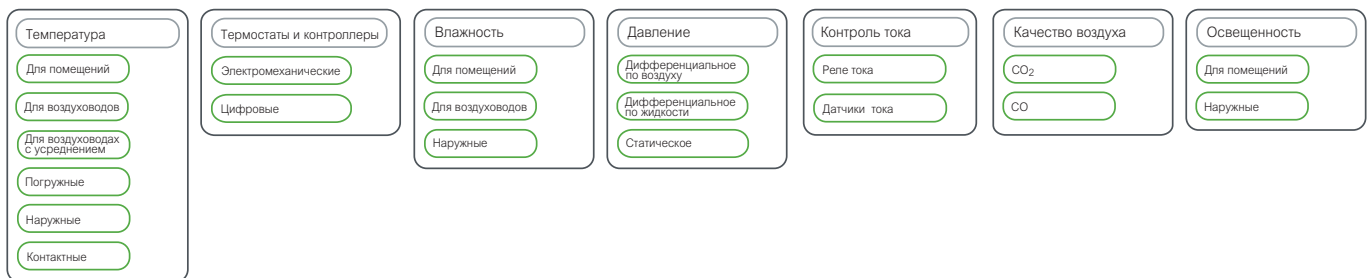 Температура
Для помещений
Для воздуховодов
Для воздуховодах
с усреднением
Погружные
Наружные
Контактные
Термостаты и контроллеры
Электромеханические
Цифровые
Влажность
Для помещений
Для воздуховодов
Наружные
Давление
Дифференциальное
по воздуху
Дифференциальное
по жидкости
Статическое
Контроль тока
Реле тока
Датчики тока
Качество воздуха
CO₂
CO
Освещенность
Для помещений
Наружные